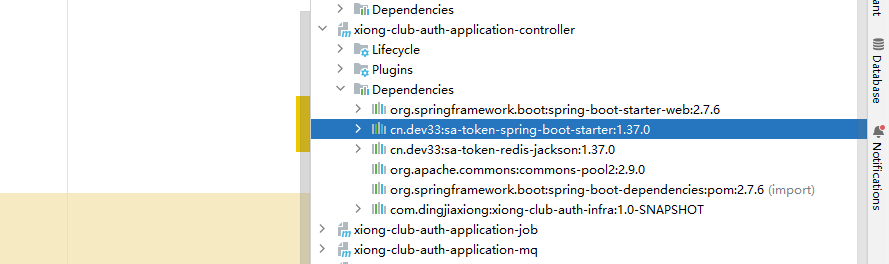 Dependencies
xiong-club-auth-application-controller
Lifecycle
Plugins
Dependencies
org.springframework.boot:spring-boot-starter-web:2.7.6
cn.dev33:sa-token-spring-boot-starter:1.37.0
cn.dev33:sa-token-redis-jackson:1.37.0
org.apache.commons:commons-pool2:2.9.0
org.springframework.boot:spring-boot-dependencies:pom:2.7.6 (import)
com.dingjiaxiong:xiong-club-auth-infra:1.0-SNAPSHOT
xiong-club-auth-application-job
xiong-club-auth-application-mq
ant
Database
Notifications